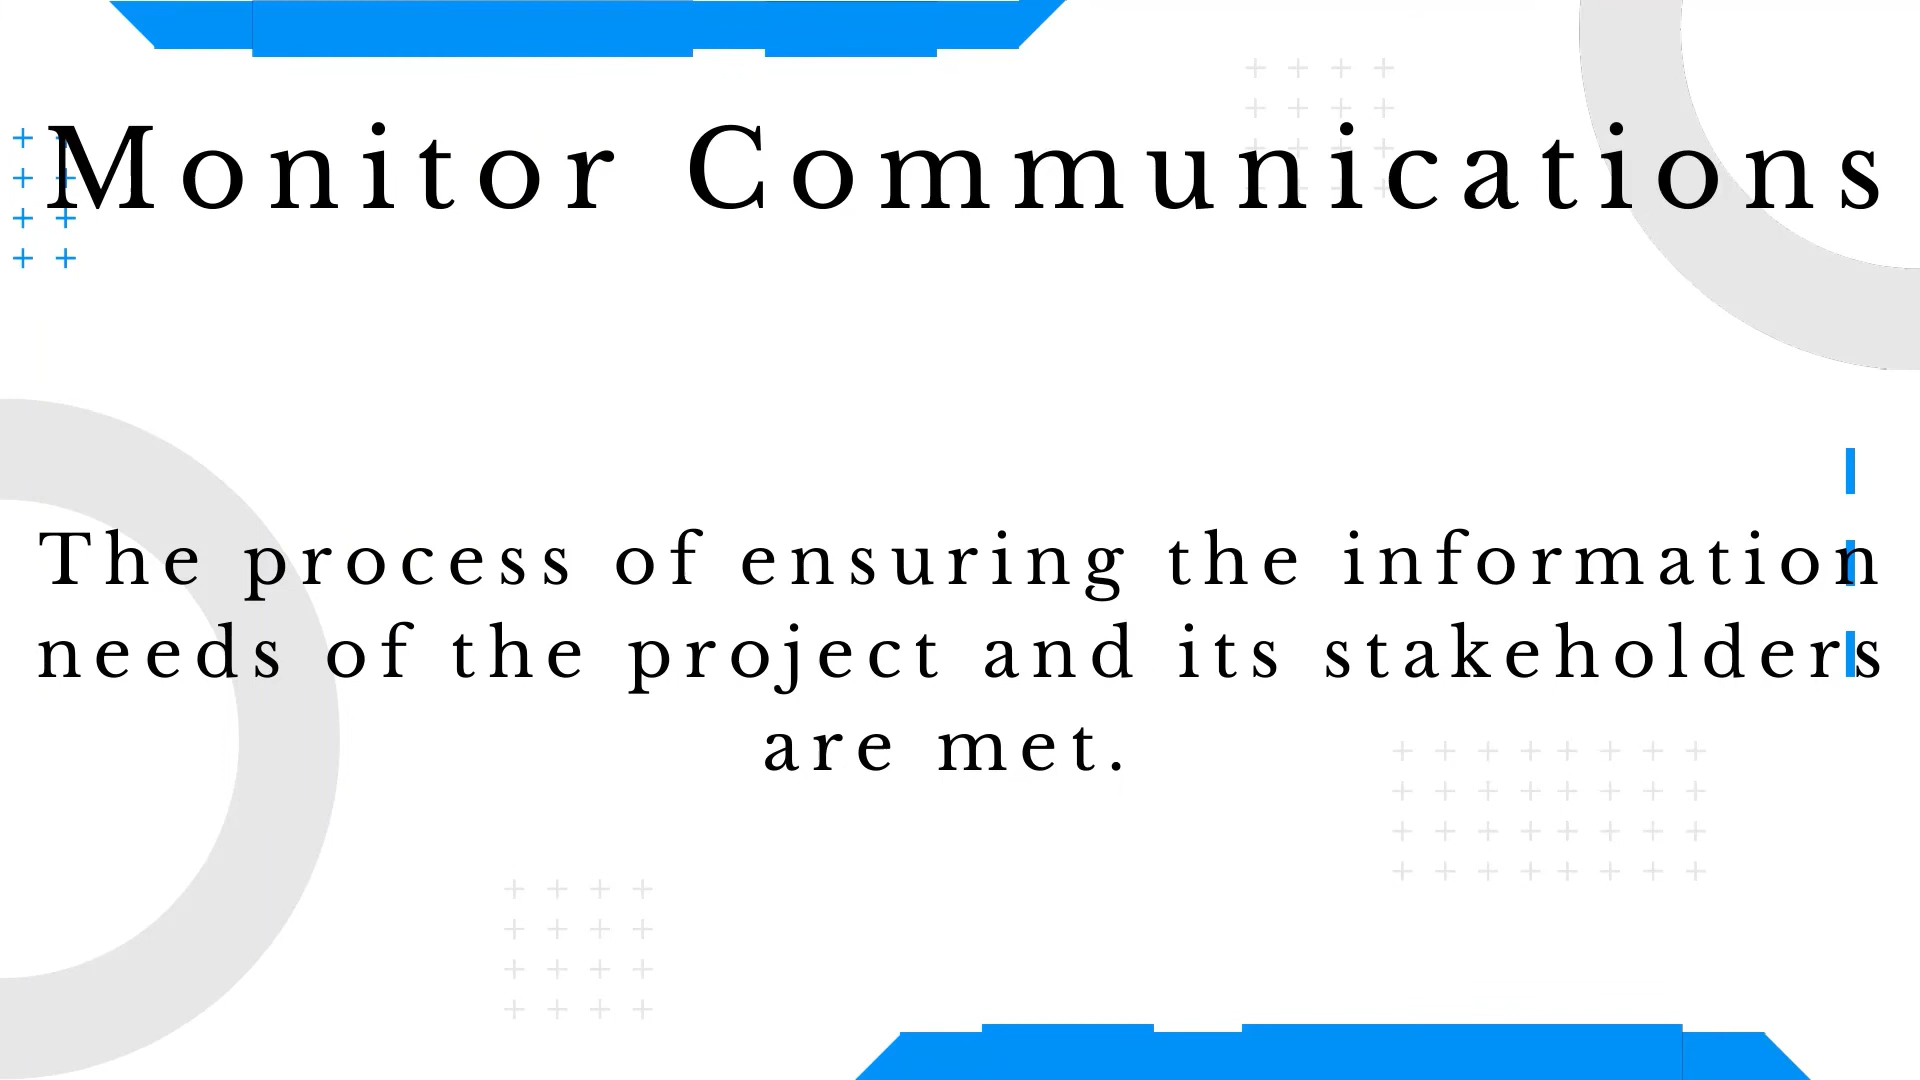 Monitor Communications
The process of ensuring the information
needs of the project and its stakeholders
are met.